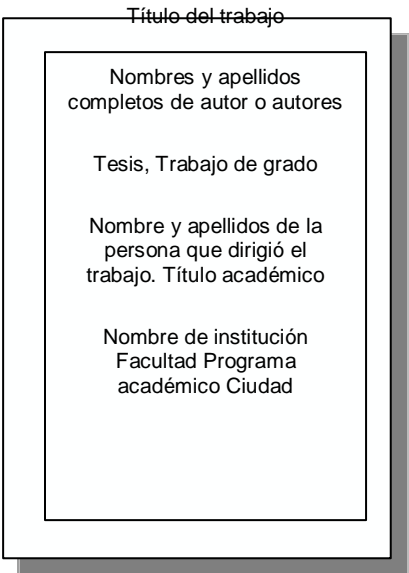 Título del trabajo
Nombres y apellidos
completos de autor o autores
Tesis, Trabajo de grado
Nombre y apellidos de la
persona que dirigió el
trabajo. Título académico
Nombre de institución
Facultad Programa
académico Ciudad